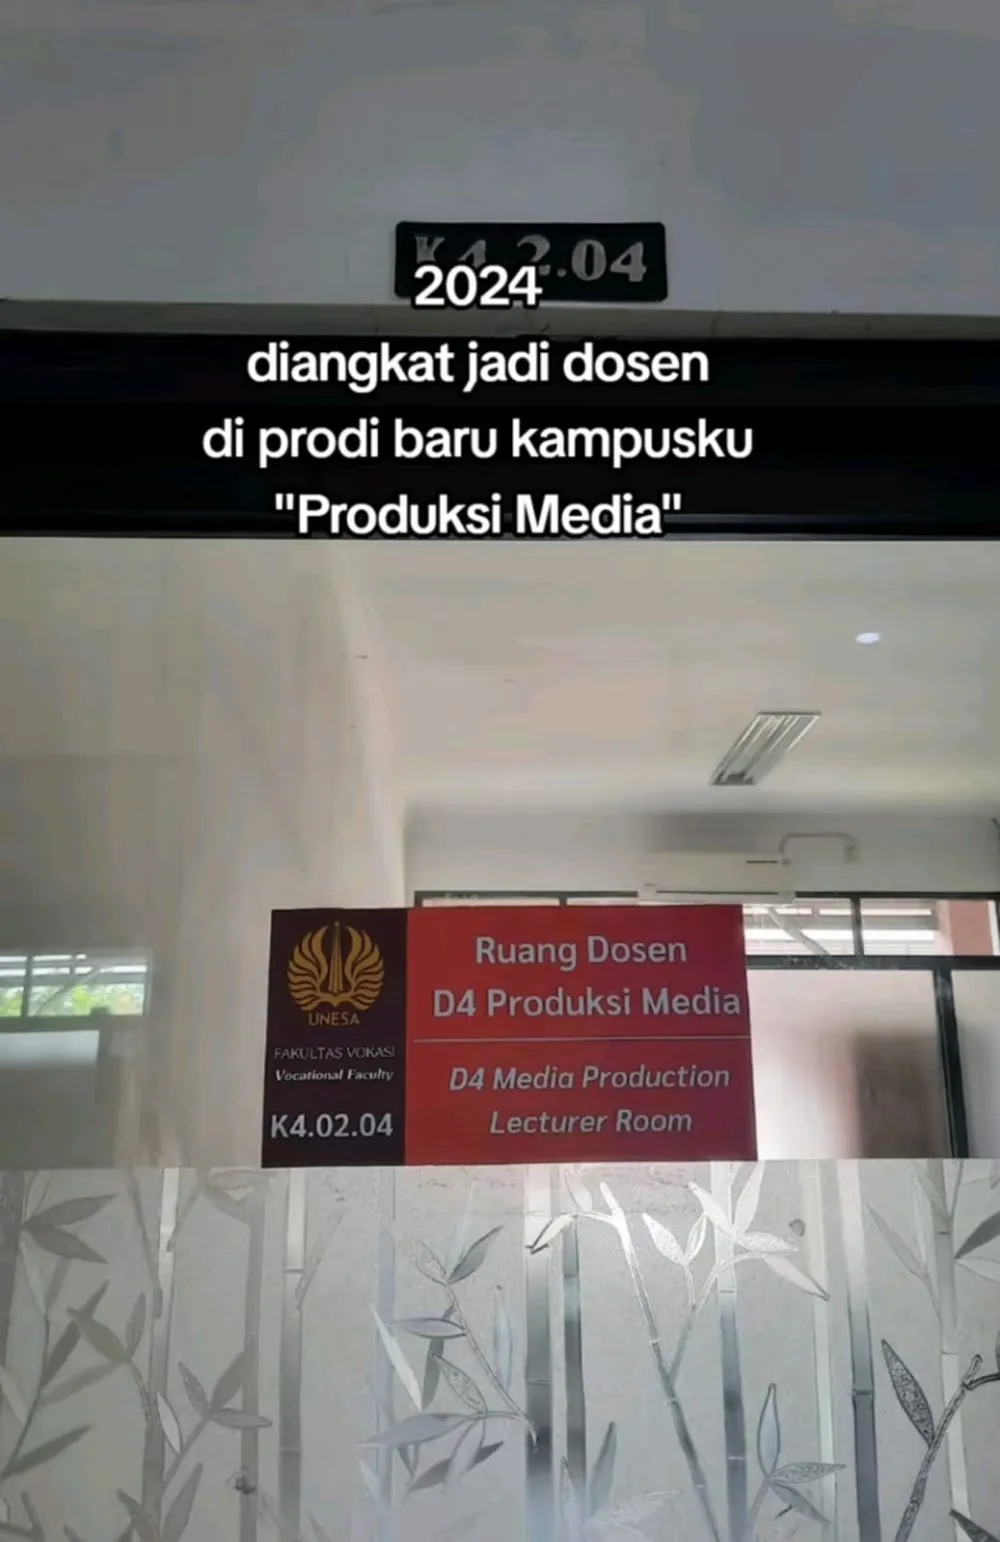 K4.2.04
2024
diangkat jadi dosen
di prodi baru kampusku
"Produksi Media"
UNESA
FAKULTAS VOKASI
Vocational Faculty
K4.02.04
Ruang Dosen
D4 Produksi Media
D4 Media Production
Lecturer Room